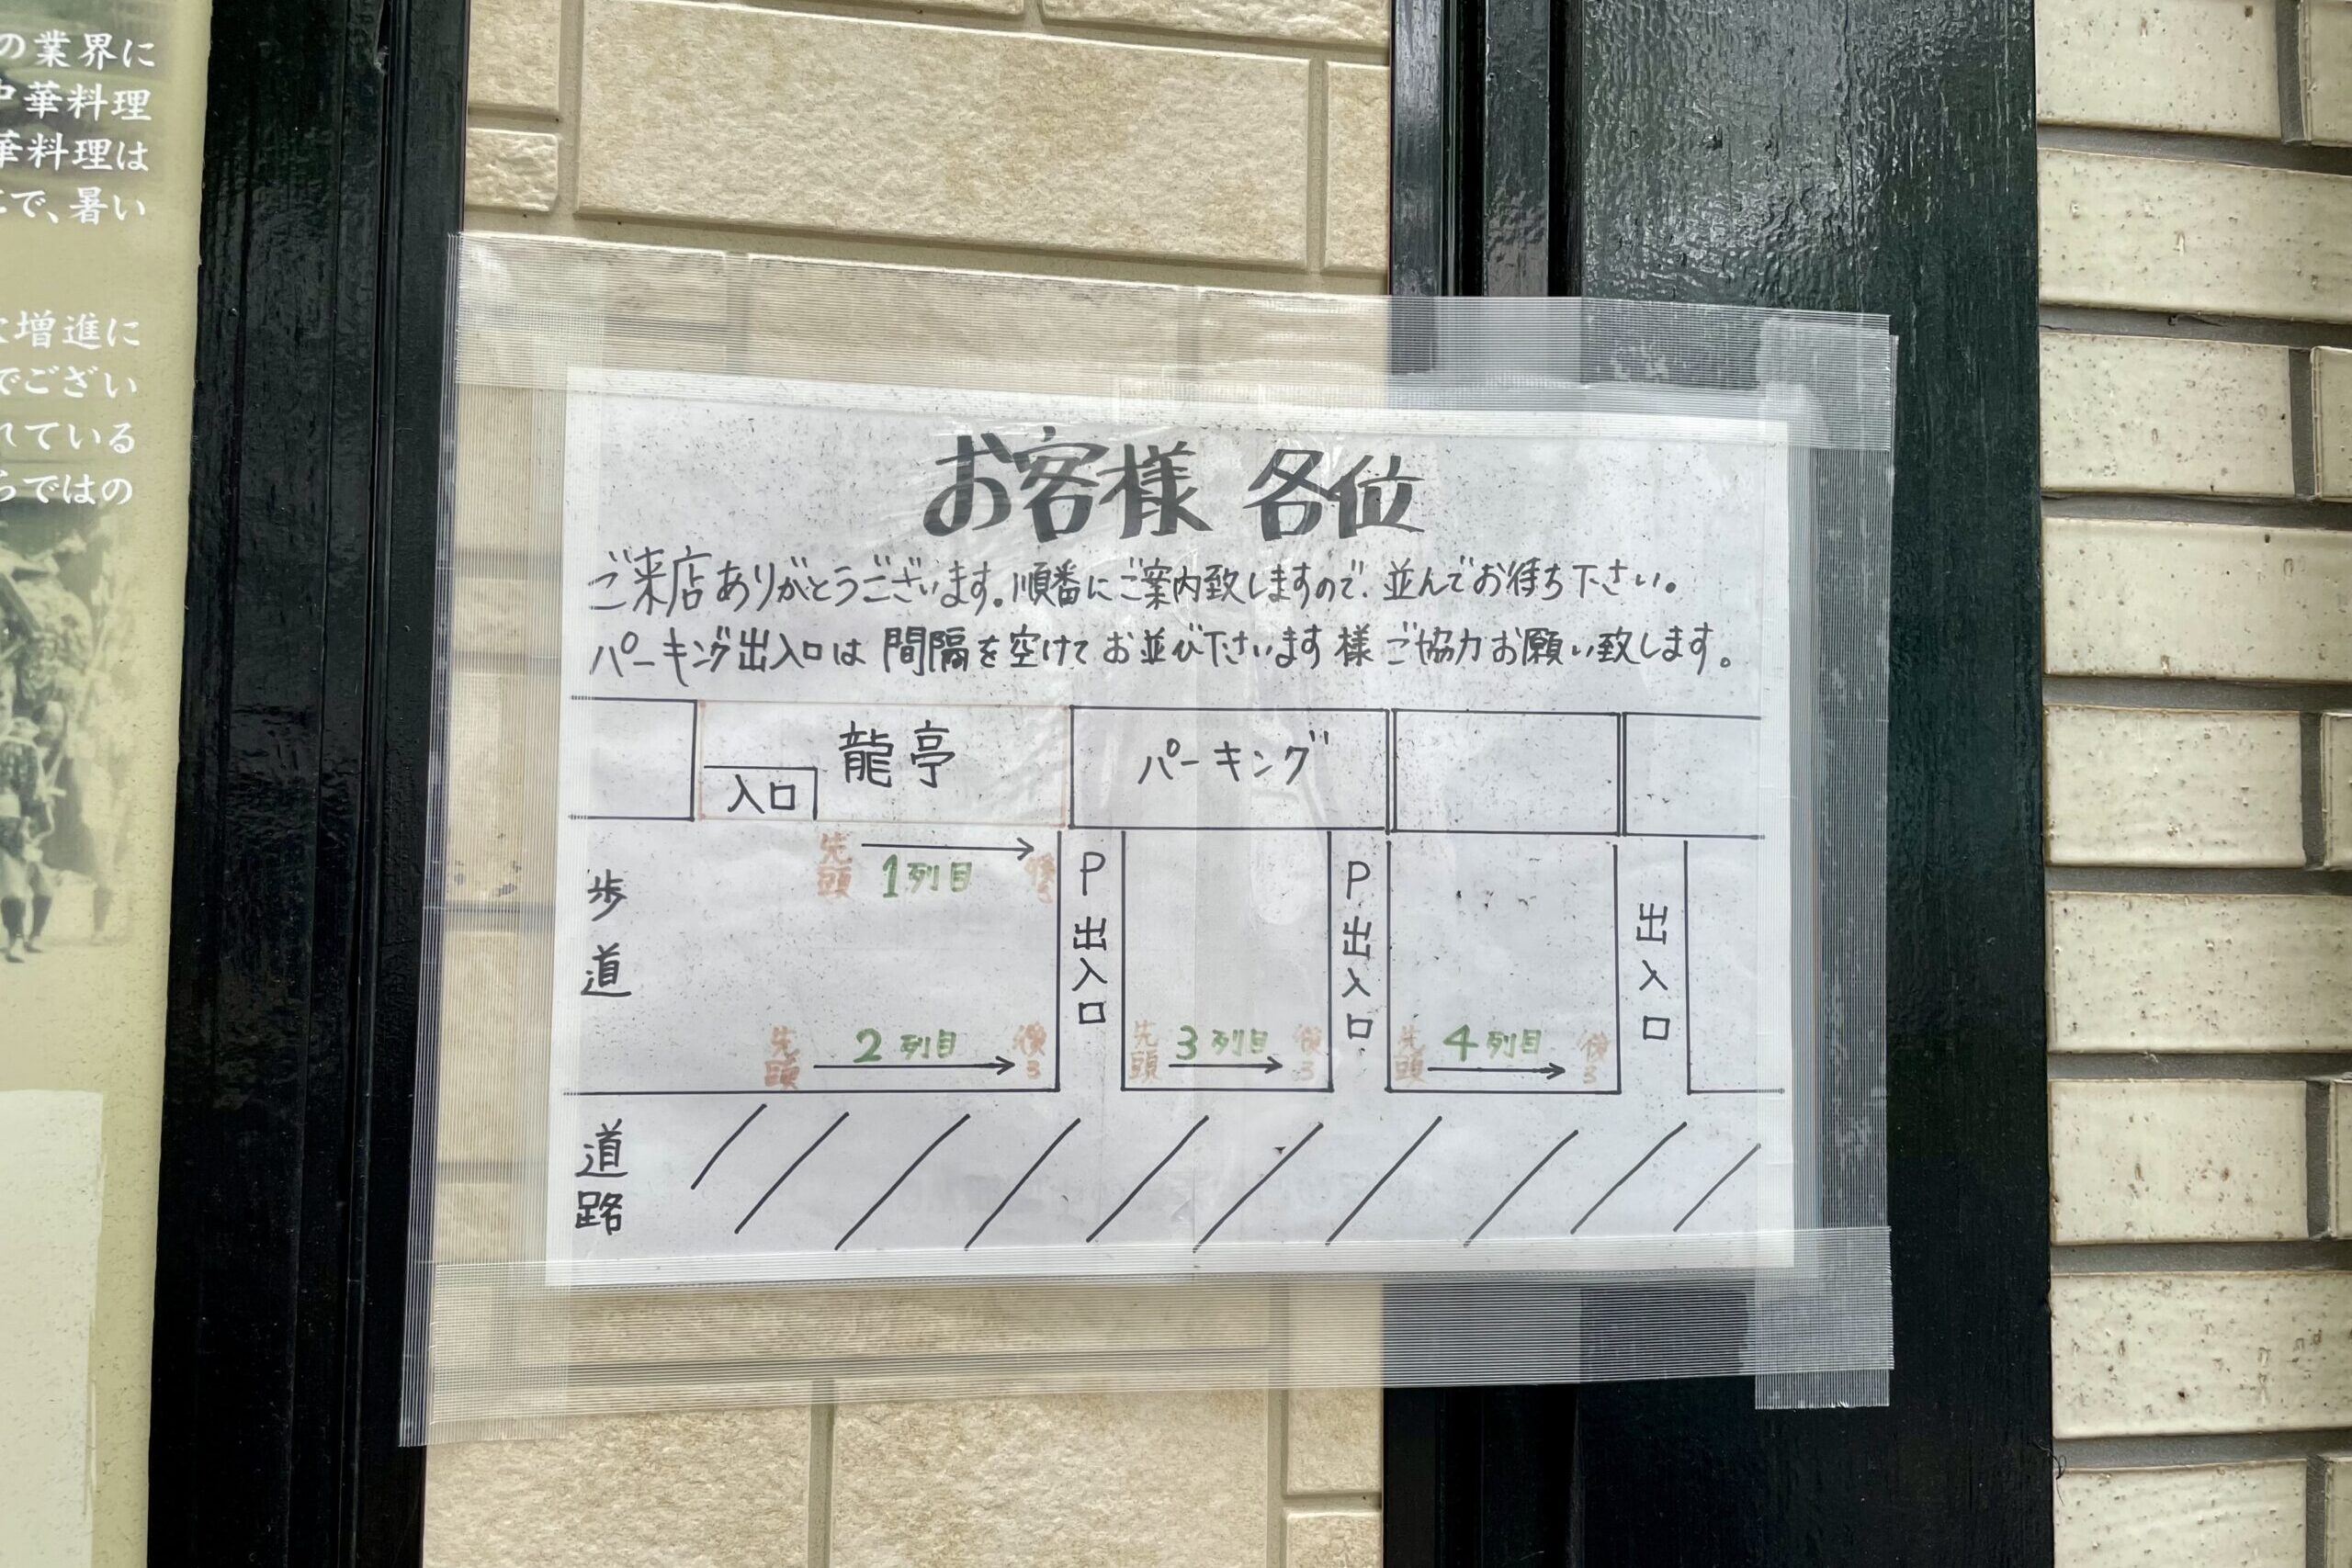 の業界に
中華料理
華料理は
で、暑い
増進に
でござい
れている
らではの
お客様 各位
ご来店ありがとうございます。順番にご案内致しますので、並んでお待ち下さい。
パーキング出入口は 間隔を空けてお並び下さいます様ご協力お願い致します。
龍亭
入口
パーキング
先頭
1列目
後ろ
歩道
P出入口
P出入口
出入口
先頭
2列目
後ろ
先頭
3列目
後ろ
先頭
4列目
後ろ
道路